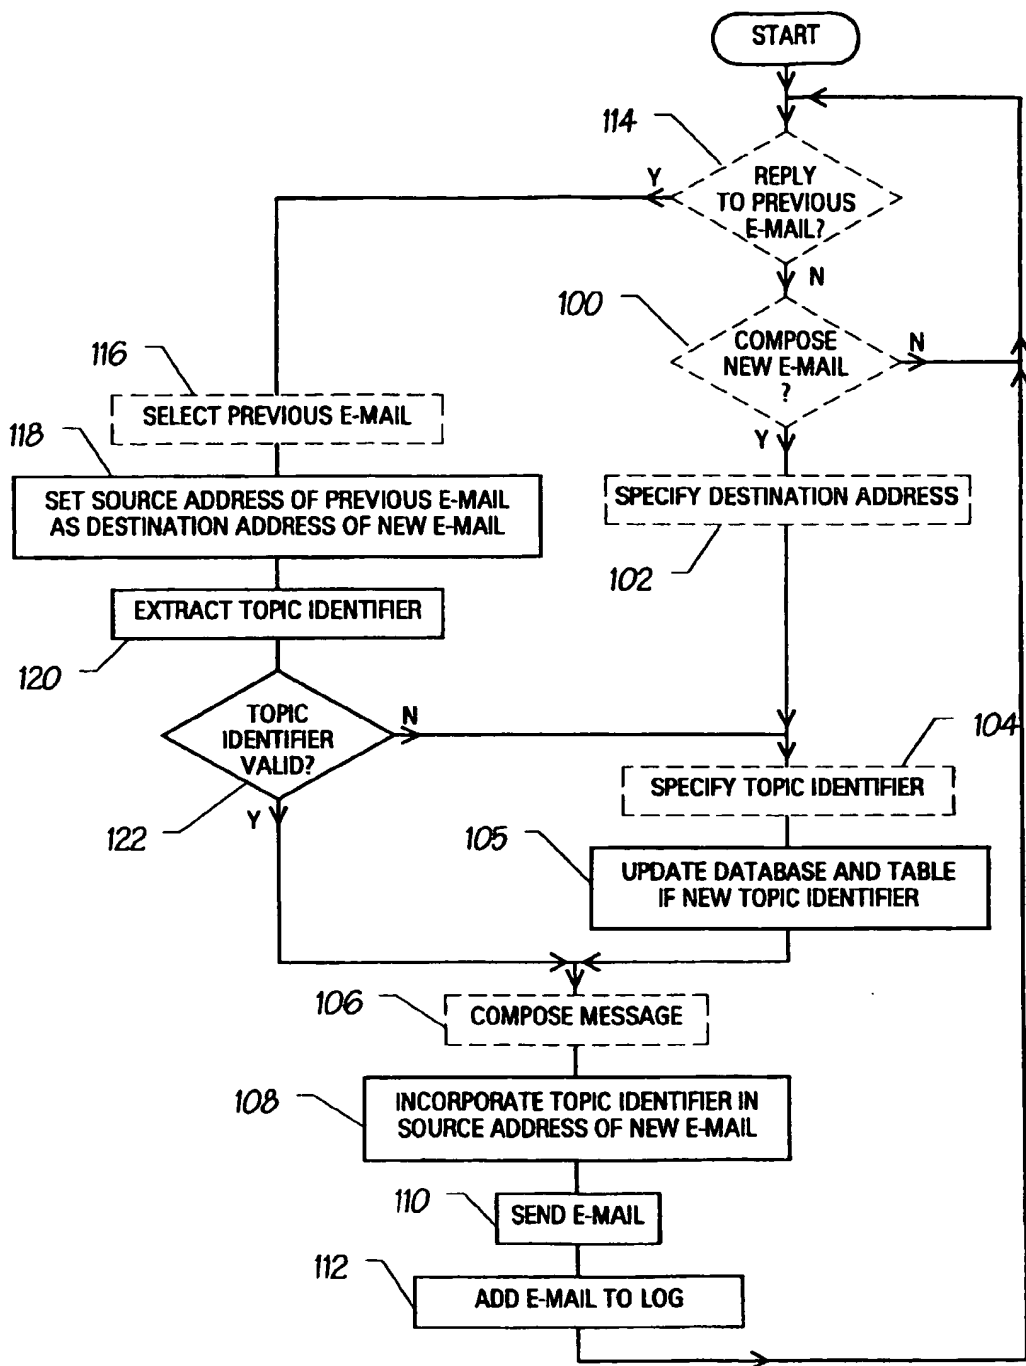 START
114
REPLY
TO PREVIOUS
E-MAIL?
Y
N
100
COMPOSE
NEW E-MAIL
?
N
Y
116
SELECT PREVIOUS E-MAIL
118
SET SOURCE ADDRESS OF PREVIOUS E-MAIL
AS DESTINATION ADDRESS OF NEW E-MAIL
SPECIFY DESTINATION ADDRESS
102
EXTRACT TOPIC IDENTIFIER
120
TOPIC
IDENTIFIER
VALID?
N
Y
122
104
SPECIFY TOPIC IDENTIFIER
105
UPDATE DATABASE AND TABLE
IF NEW TOPIC IDENTIFIER
106
COMPOSE MESSAGE
108
INCORPORATE TOPIC IDENTIFIER IN
SOURCE ADDRESS OF NEW E-MAIL
110
SEND E-MAIL
112
ADD E-MAIL TO LOG